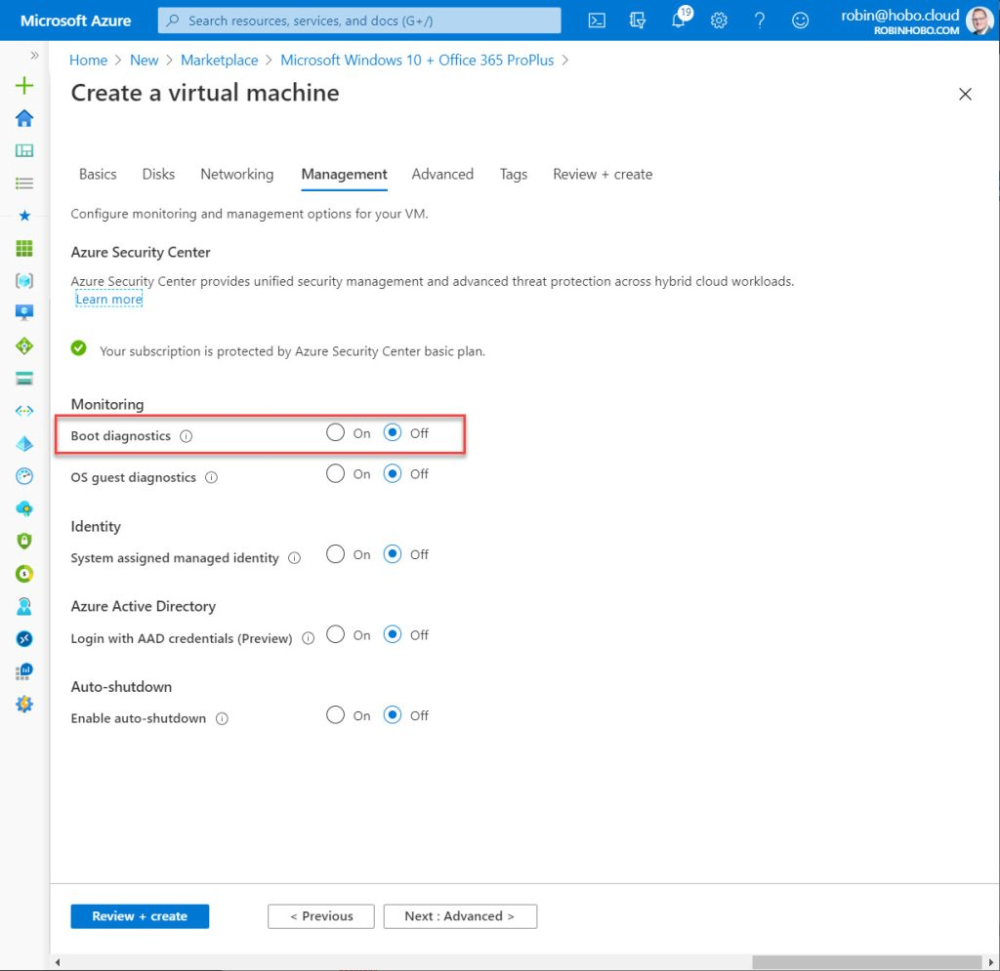 Microsoft Azure
Search resources, services, and docs (G+/)
19
robin@hobo.cloud
ROBINHOBO.COM
Home > New > Marketplace > Microsoft Windows 10 + Office 365 ProPlus >
Create a virtual machine
Basics Disks Networking Management Advanced Tags Review + create
Configure monitoring and management options for your VM.
Azure Security Center
Azure Security Center provides unified security management and advanced threat protection across hybrid cloud workloads.
Learn more
Your subscription is protected by Azure Security Center basic plan.
Monitoring
Boot diagnostics On Off
OS guest diagnostics On Off
Identity
System assigned managed identity On Off
Azure Active Directory
Login with AAD credentials (Preview) On Off
Auto-shutdown
Enable auto-shutdown On Off
Review + create < Previous Next : Advanced >